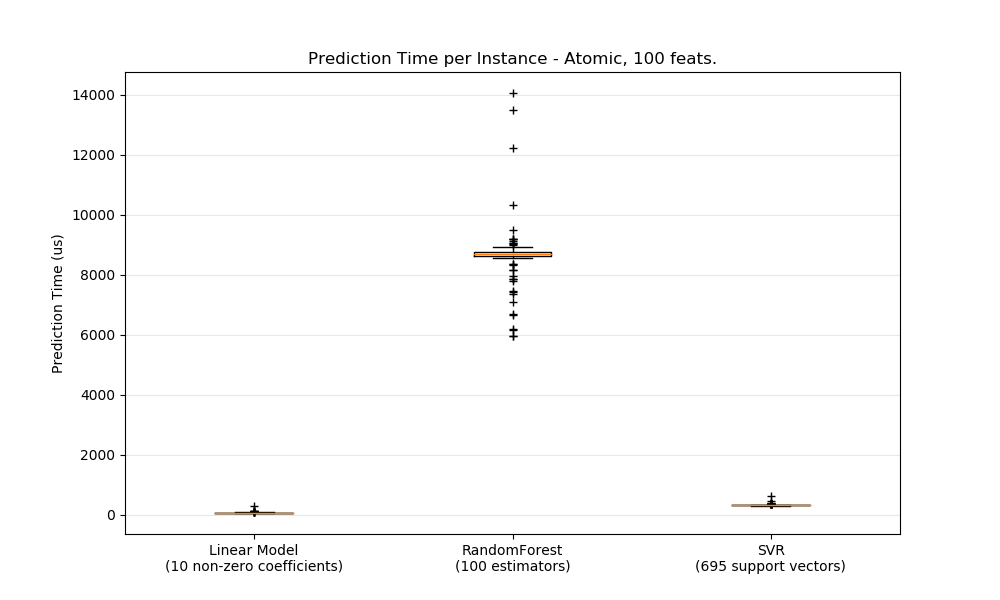 Prediction Time per Instance - Atomic, 100 feats.
Prediction Time (us)
14000
12000
10000
8000
6000
4000
2000
0
Linear Model
(10 non-zero coefficients)
RandomForest
(100 estimators)
SVR
(695 support vectors)